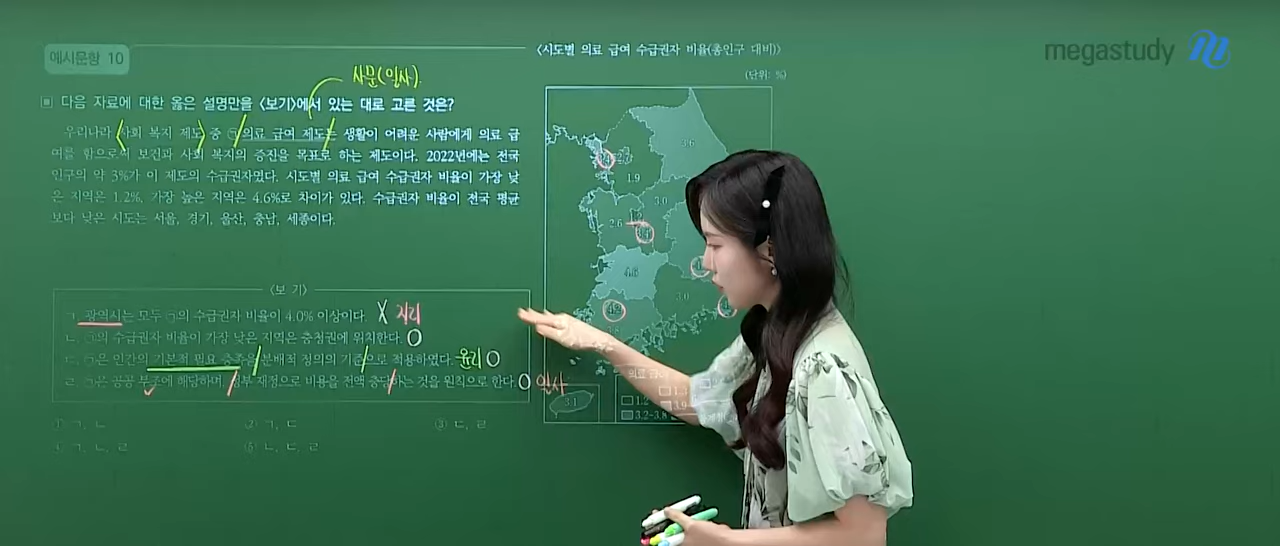 예시문항 10
<시도별 의료 급여 수급권자 비율(총인구 대비)>
megastudy
(단위: %)
사문(일사).
다음 자료에 대한 옳은 설명만을 <보기>에서 있는 대로 고른 것은?
우리나라 사회 복지 제도 중 ㉠의료 급여 제도는 생활이 어려운 사람에게 의료 급
여를 함으로써 보건과 사회 복지의 증진을 목표로 하는 제도이다. 2022년에는 전국
인구의 약 3%가 이 제도의 수급권자였다. 시도별 의료 급여 수급권자 비율이 가장 낮
은 지역은 1.2%, 가장 높은 지역은 4.6%로 차이가 있다. 수급권자 비율이 전국 평균
보다 낮은 시도는 서울, 경기, 울산, 충남, 세종이다.
3.6
1.9
3.0
2.6
1.2
4.6
3.0
<보 기>
ㄱ. 광역시는 모두 ㉠의 수급권자 비율이 4.0% 이상이다. X 지리
ㄴ. ㉠의 수급권자 비율이 가장 낮은 지역은 충청권에 위치한다. O
ㄷ. ㉠은 인간의 기본적 필요 충족을 분배적 정의의 기준으로 적용하였다. 윤리 O
ㄹ. ㉠은 공공 부조에 해당하며, 정부 재정으로 비용을 전액 충당하는 것을 원칙으로 한다. O 일사
3.1
의료 급여
1.2
3.2~3.8
3.9
① ㄱ, ㄴ
② ㄱ, ㄷ
③ ㄷ, ㄹ
④ ㄱ, ㄴ, ㄹ
⑤ ㄴ, ㄷ, ㄹ